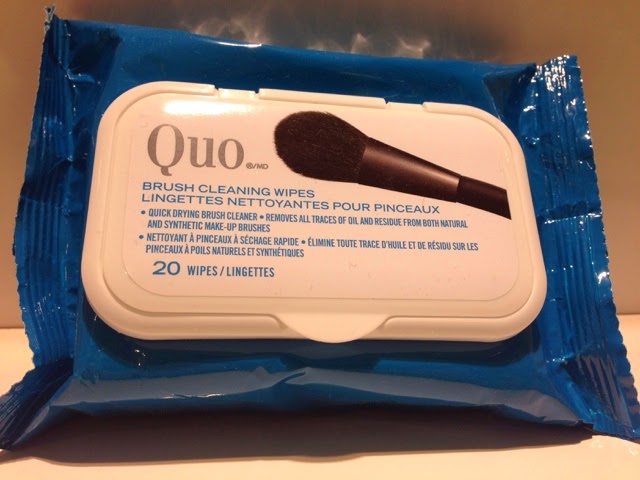 Quo ®/MD
BRUSH CLEANING WIPES
LINGETTES NETTOYANTES POUR PINCEAUX
• QUICK DRYING BRUSH CLEANER • REMOVES ALL TRACES OF OIL AND RESIDUE FROM BOTH NATURAL
AND SYNTHETIC MAKE-UP BRUSHES
• NETTOYANT À PINCEAUX À SÉCHAGE RAPIDE • ÉLIMINE TOUTE TRACE D'HUILE ET DE RÉSIDU SUR LES
PINCEAUX À POILS NATURELS ET SYNTHÉTIQUES
20 WIPES / LINGETTES